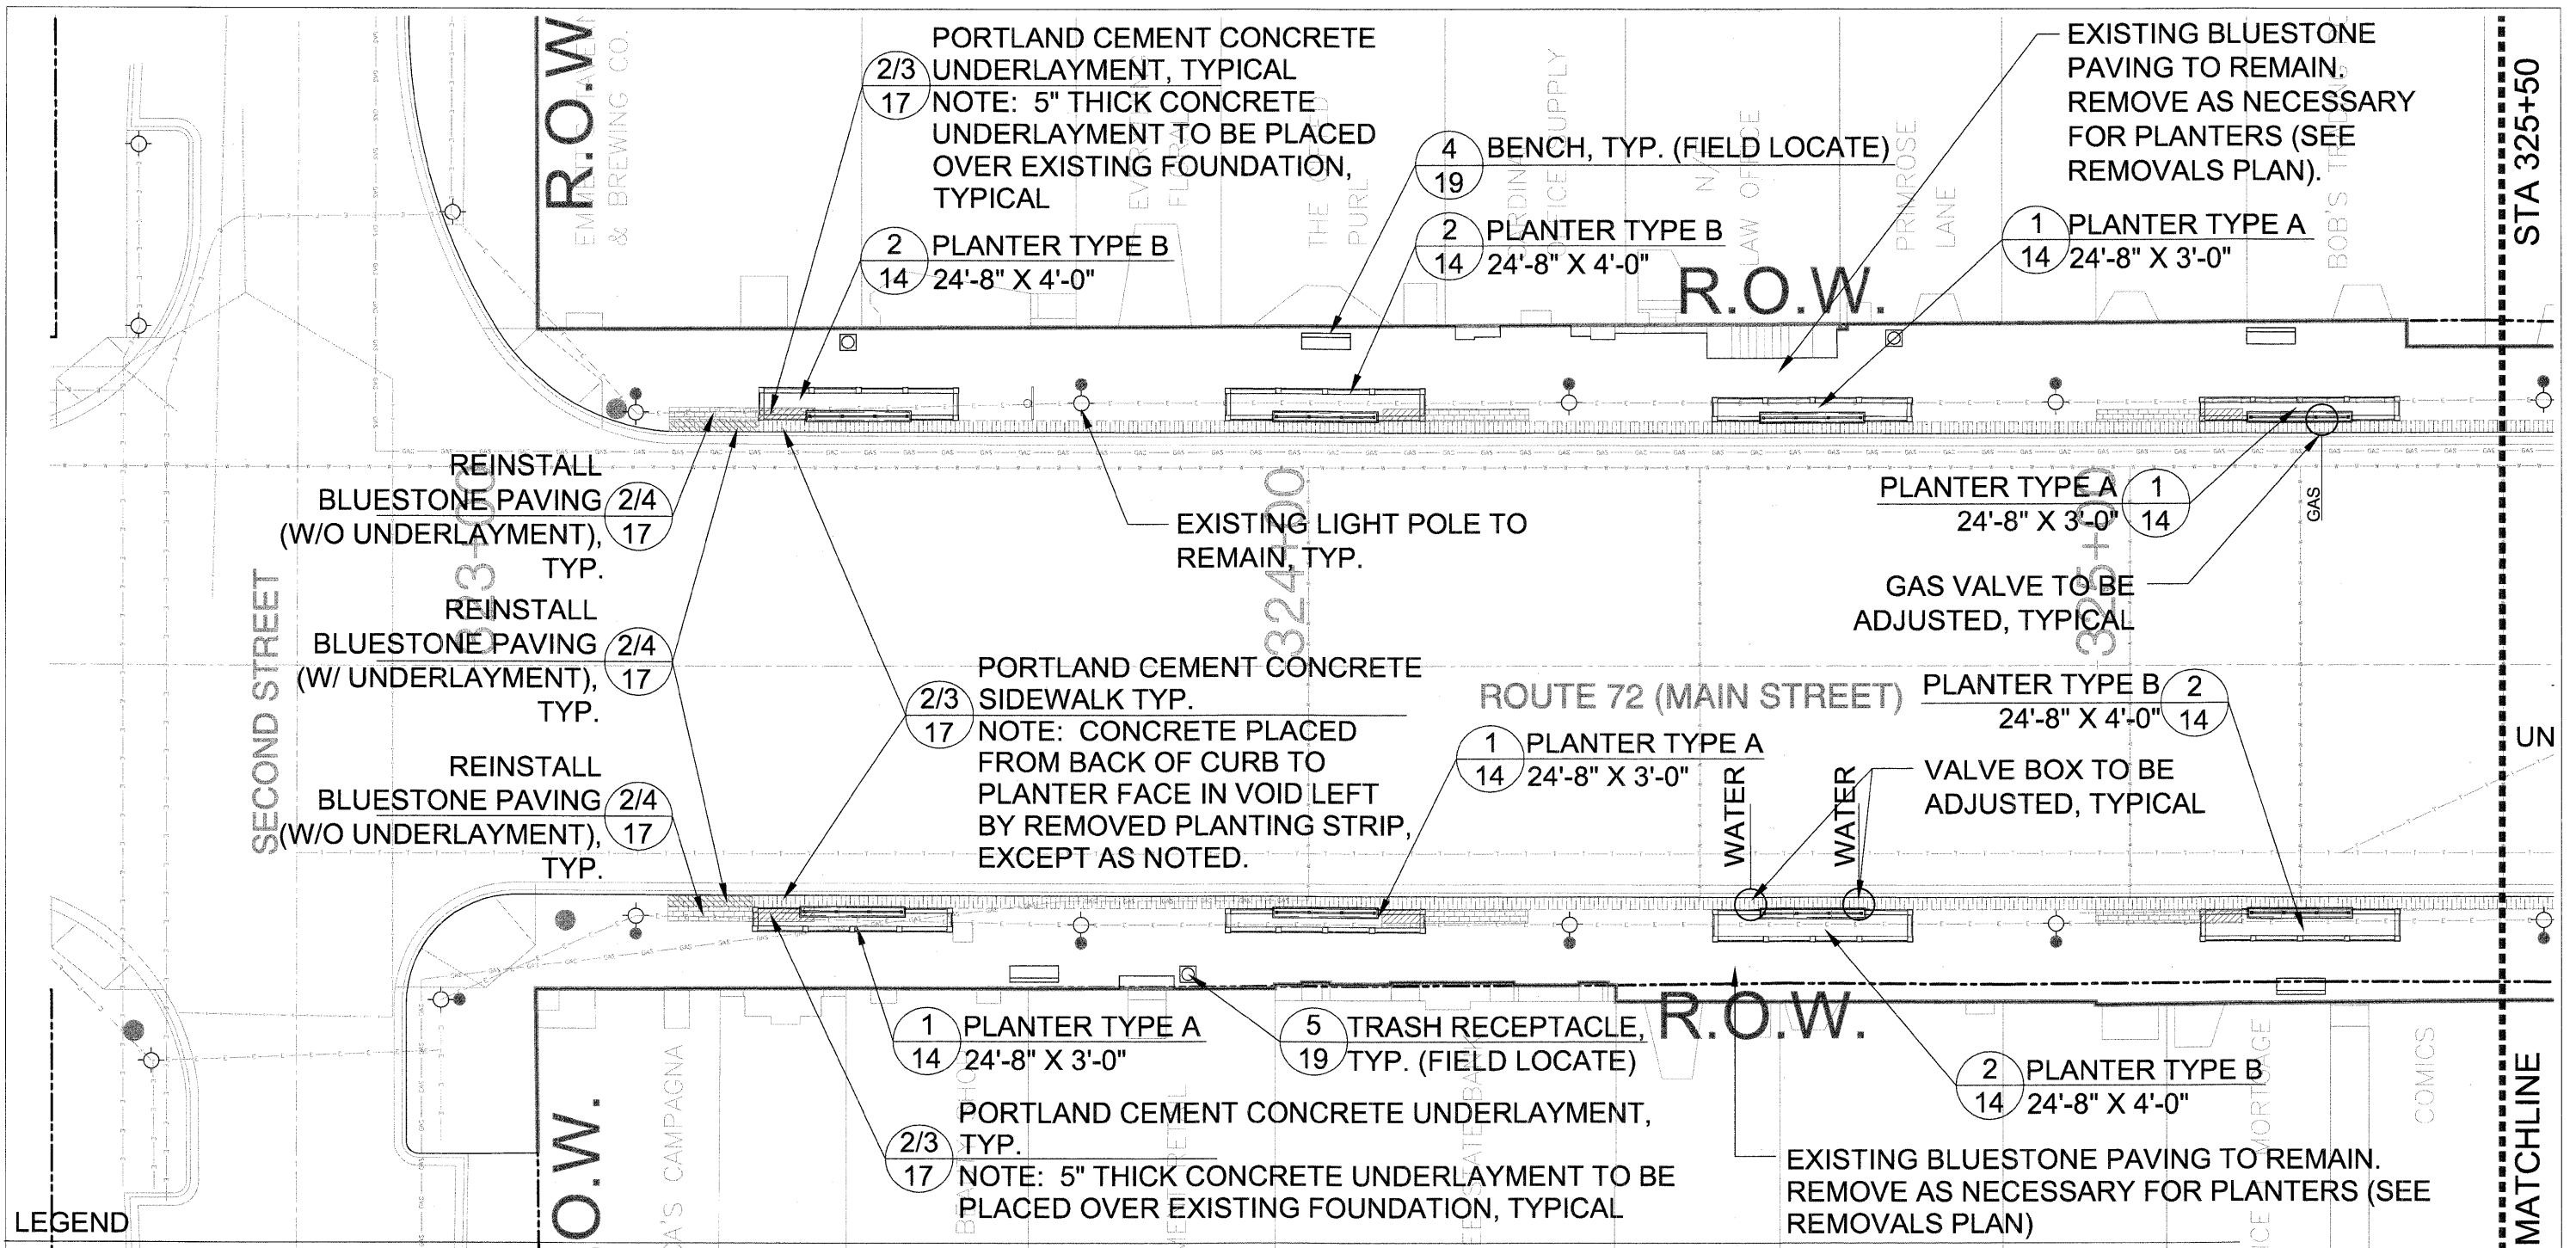 PORTLAND CEMENT CONCRETE
2/3 UNDERLAYMENT, TYPICAL
17 NOTE: 5" THICK CONCRETE
UNDERLAYMENT TO BE PLACED
OVER EXISTING FOUNDATION,
TYPICAL
2 PLANTER TYPE B
14 24'-8" X 4'-0"
4 BENCH, TYP. (FIELD LOCATE)
19
2 PLANTER TYPE B
14 24'-8" X 4'-0"
EXISTING BLUESTONE
PAVING TO REMAIN.
REMOVE AS NECESSARY
FOR PLANTERS (SEE
REMOVALS PLAN).
1 PLANTER TYPE A
14 24'-8" X 3'-0"
STA 325+50
R.O.W.
& BREWING CO.
FLORAL
THE
PURL
LAW OFFICE
PRIMROSE
LANE
R.O.W.
REINSTALL
BLUESTONE PAVING 2/4
(W/O UNDERLAYMENT), 17
TYP.
323+00
REINSTALL
BLUESTONE PAVING 2/4
(W/ UNDERLAYMENT), 17
TYP.
REINSTALL
BLUESTONE PAVING 2/4
(W/O UNDERLAYMENT), 17
TYP.
SECOND STREET
EXISTING LIGHT POLE TO
REMAIN, TYP.
324+00
PORTLAND CEMENT CONCRETE
2/3 SIDEWALK TYP.
17 NOTE: CONCRETE PLACED
FROM BACK OF CURB TO
PLANTER FACE IN VOID LEFT
BY REMOVED PLANTING STRIP,
EXCEPT AS NOTED.
PLANTER TYPE A 1
24'-8" X 3'-0" 14
GAS
325+00
GAS VALVE TO BE
ADJUSTED, TYPICAL
ROUTE 72 (MAIN STREET)
PLANTER TYPE B 2
24'-8" X 4'-0" 14
1 PLANTER TYPE A
14 24'-8" X 3'-0"
WATER
WATER
VALVE BOX TO BE
ADJUSTED, TYPICAL
UN
1 PLANTER TYPE A
14 24'-8" X 3'-0"
5 TRASH RECEPTACLE,
19 TYP. (FIELD LOCATE)
R.O.W.
2 PLANTER TYPE B
14 24'-8" X 4'-0"
PORTLAND CEMENT CONCRETE UNDERLAYMENT,
2/3 TYP.
17 NOTE: 5" THICK CONCRETE UNDERLAYMENT TO BE
PLACED OVER EXISTING FOUNDATION, TYPICAL
EXISTING BLUESTONE PAVING TO REMAIN.
REMOVE AS NECESSARY FOR PLANTERS (SEE
REMOVALS PLAN)
MATCHLINE
COMICS
MORTGAGE
CAMPAGNA
O.W.
LEGEND